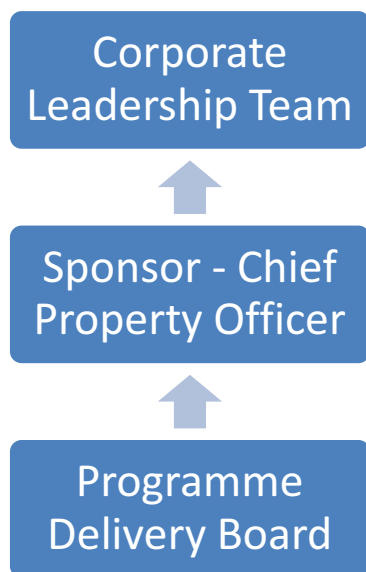 Corporate
Leadership Team
Sponsor - Chief
Property Officer
Programme
Delivery Board